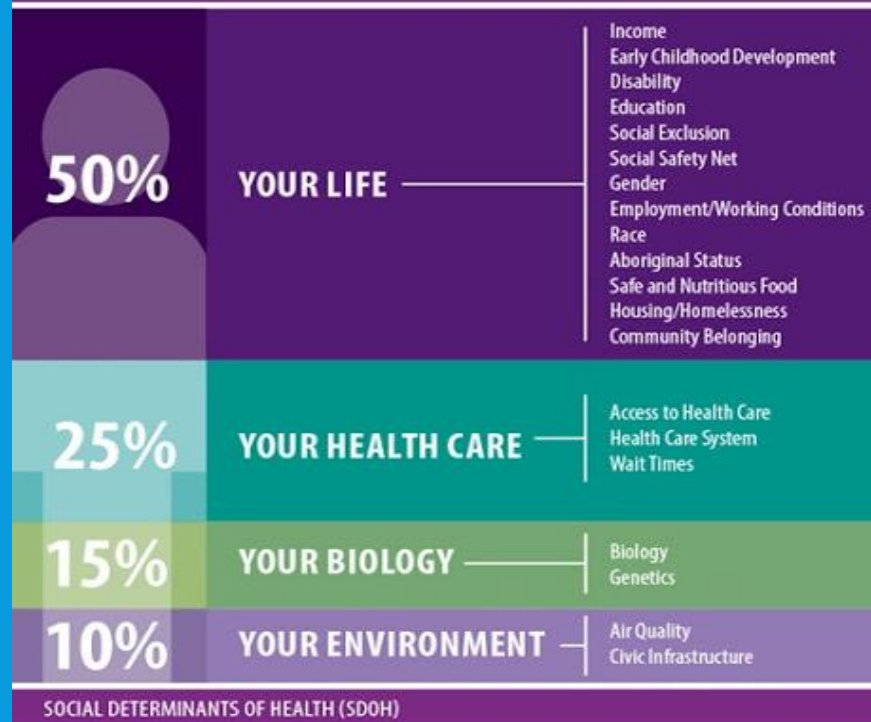 50%
YOUR LIFE
Income
Early Childhood Development
Disability
Education
Social Exclusion
Social Safety Net
Gender
Employment/Working Conditions
Race
Aboriginal Status
Safe and Nutritious Food
Housing/Homelessness
Community Belonging
25%
YOUR HEALTH CARE
Access to Health Care
Health Care System
Wait Times
15%
YOUR BIOLOGY
Biology
Genetics
10%
YOUR ENVIRONMENT
Air Quality
Civic Infrastructure
SOCIAL DETERMINANTS OF HEALTH (SDOH)